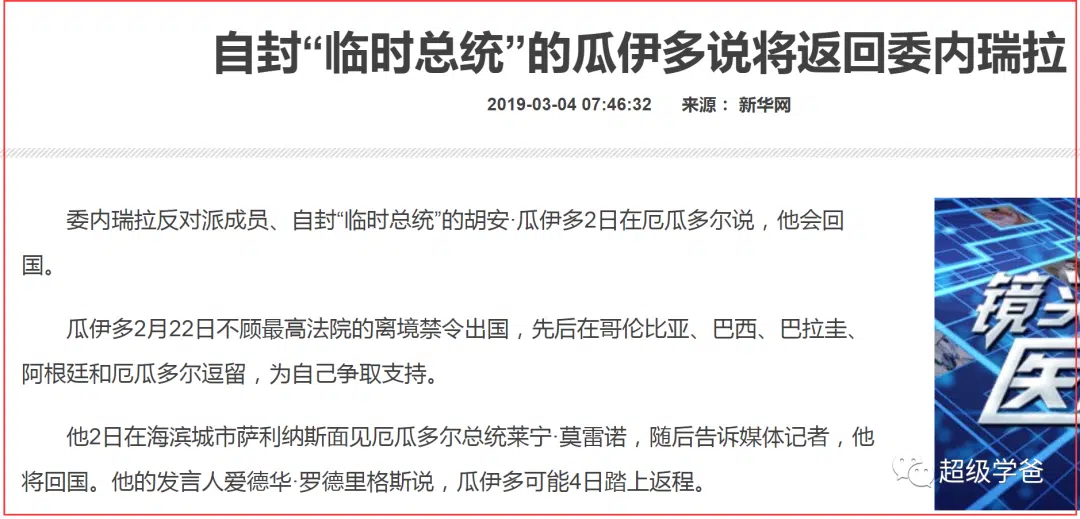 自封“临时总统”的瓜伊多说将返回委内瑞拉
2019-03-04 07:46:32 来源： 新华网
委内瑞拉反对派成员、自封“临时总统”的胡安·瓜伊多2日在厄瓜多尔说，他会回
国。
瓜伊多2月22日不顾最高法院的离境禁令出国，先后在哥伦比亚、巴西、巴拉圭、
阿根廷和厄瓜多尔逗留，为自己争取支持。
他2日在海滨城市萨利纳斯面见厄瓜多尔总统莱宁·莫雷诺，随后告诉媒体记者，他
将回国。他的发言人爱德华·罗德里格斯说，瓜伊多可能4日踏上返程。
镜头
医
超级学爸